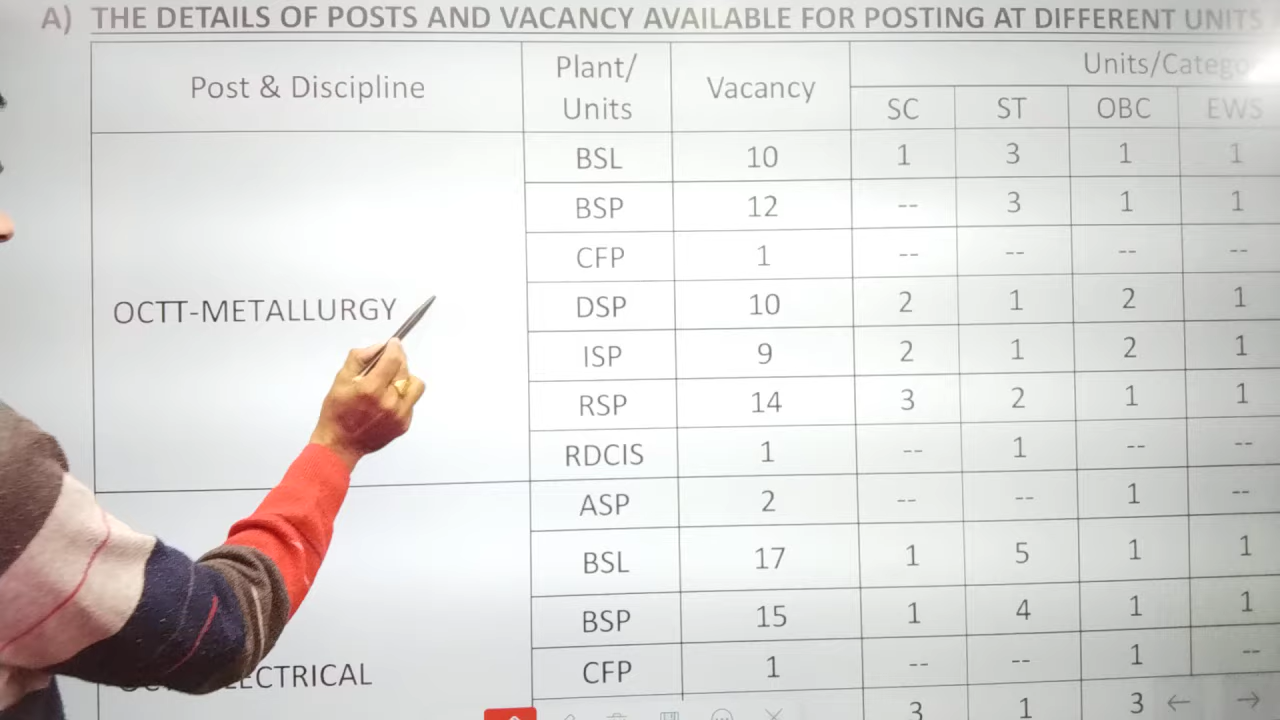 A) THE DETAILS OF POSTS AND VACANCY AVAILABLE FOR POSTING AT DIFFERENT UNITS
Post & Discipline Plant/ Units Vacancy Units/Catego
SC ST OBC EWS
OCTT-METALLURGY
BSL 10 1 3 1 1
BSP 12 -- 3 1 1
CFP 1 -- -- -- --
DSP 10 2 1 2 1
ISP 9 2 1 2 1
RSP 14 3 2 1 1
RDCIS 1 -- 1 -- --
ASP 2 -- -- 1 --
BSL 17 1 5 1 1
BSP 15 1 4 1 1
ECTRICAL
CFP 1 -- -- 1 --
3 1 3